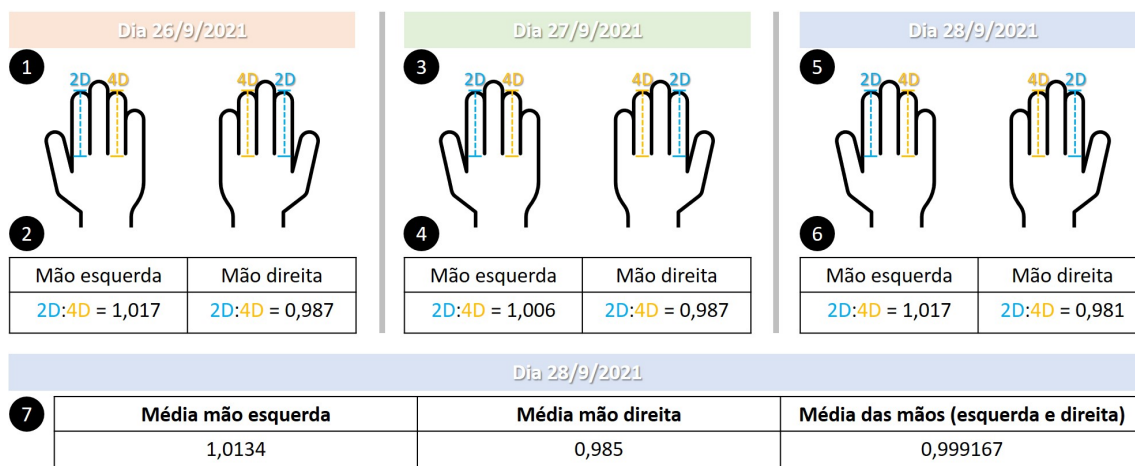 Dia 26/9/2021
Dia 27/9/2021
Dia 28/9/2021
1
2D 4D
4D 2D
3
2D 4D
4D 2D
5
2D 4D
4D 2D
2
4
6
Mão esquerda Mão direita
2D:4D = 1,017 2D:4D = 0,987
Mão esquerda Mão direita
2D:4D = 1,006 2D:4D = 0,987
Mão esquerda Mão direita
2D:4D = 1,017 2D:4D = 0,981
Dia 28/9/2021
7
Média mão esquerda Média mão direita Média das mãos (esquerda e direita)
1,0134 0,985 0,999167